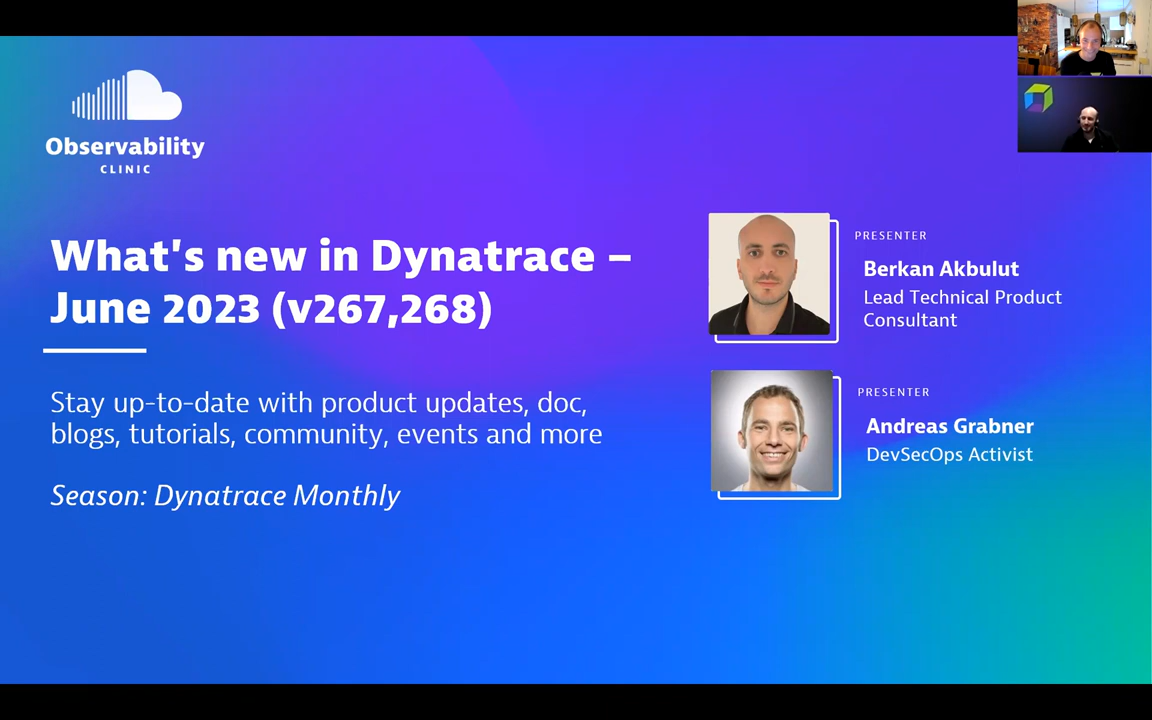 Observability
CLINIC
What's new in Dynatrace –
June 2023 (v267,268)
Stay up-to-date with product updates, doc,
blogs, tutorials, community, events and more
Season: Dynatrace Monthly
PRESENTER
Berkan Akbulut
Lead Technical Product
Consultant
PRESENTER
Andreas Grabner
DevSecOps Activist